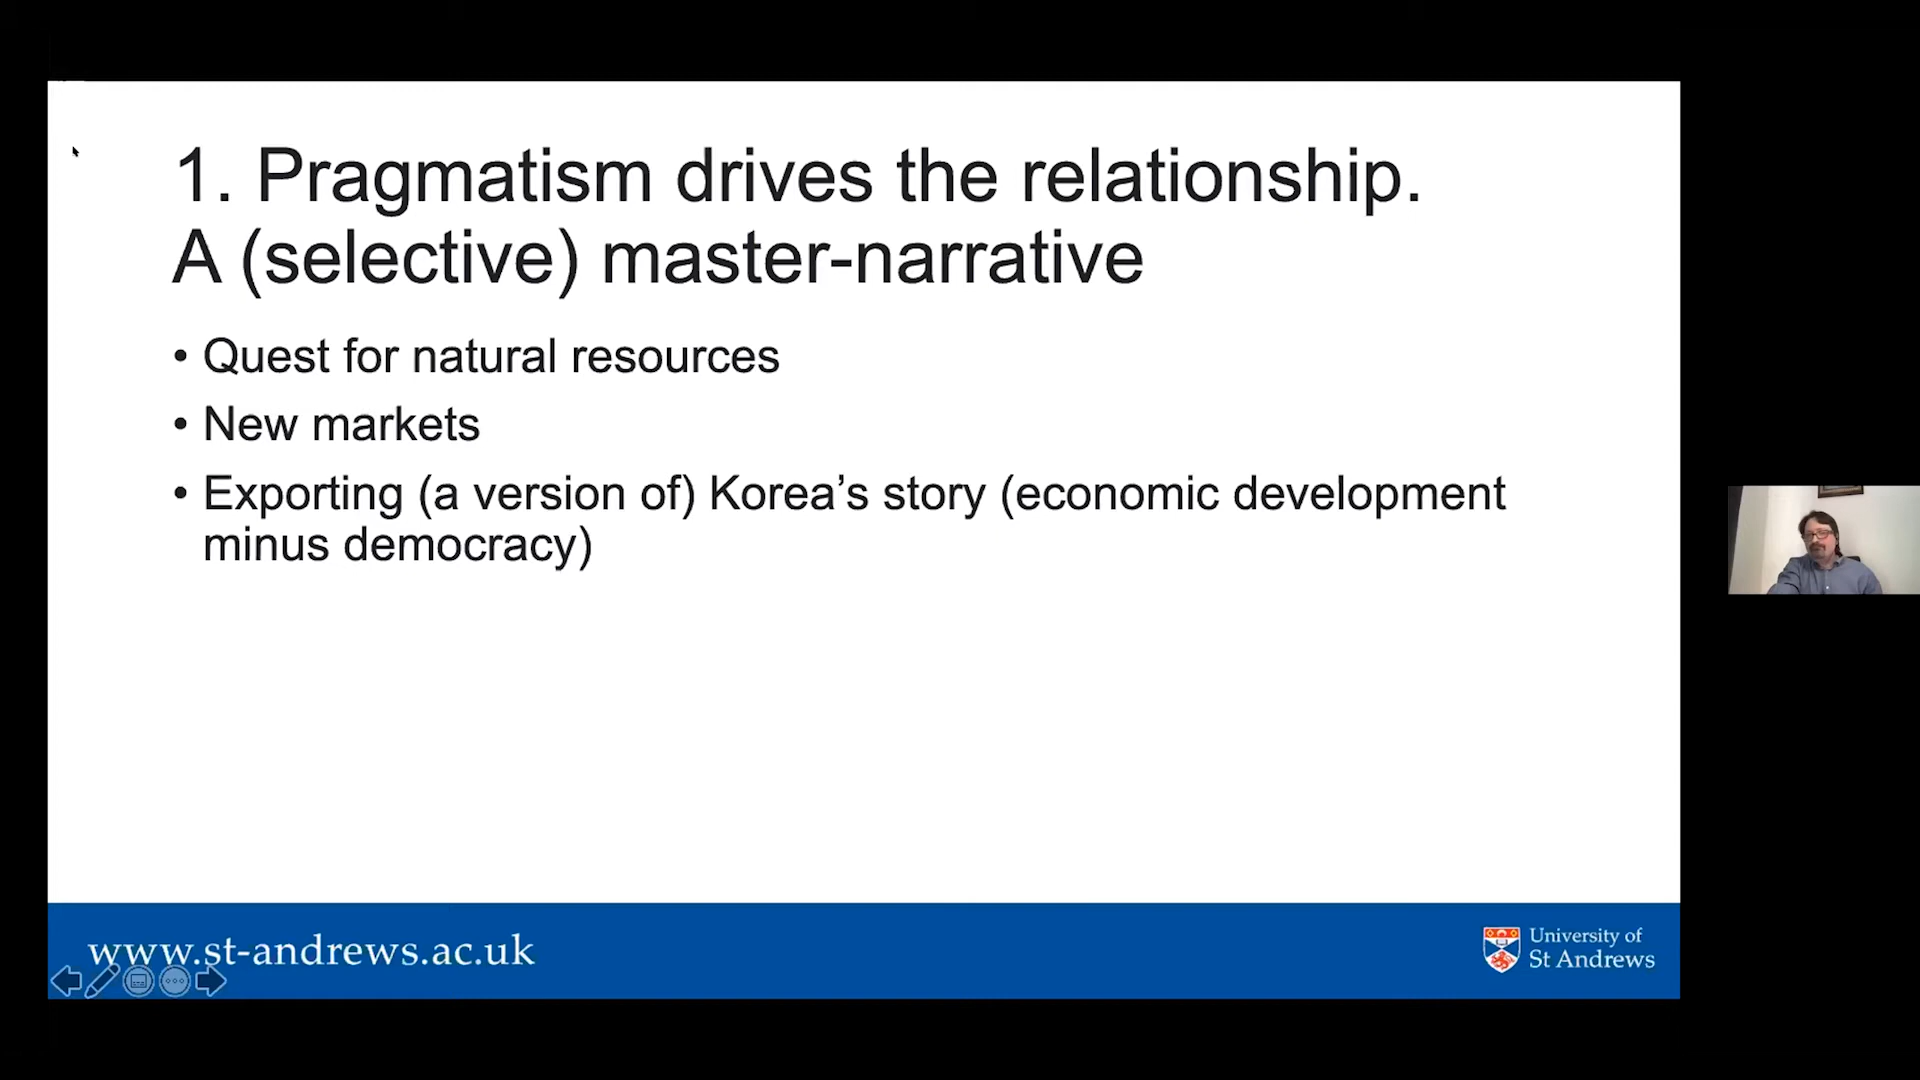 1. Pragmatism drives the relationship.
A (selective) master-narrative
• Quest for natural resources
• New markets
• Exporting (a version of) Korea’s story (economic development
minus democracy)
www.st-andrews.ac.uk
University of
St Andrews